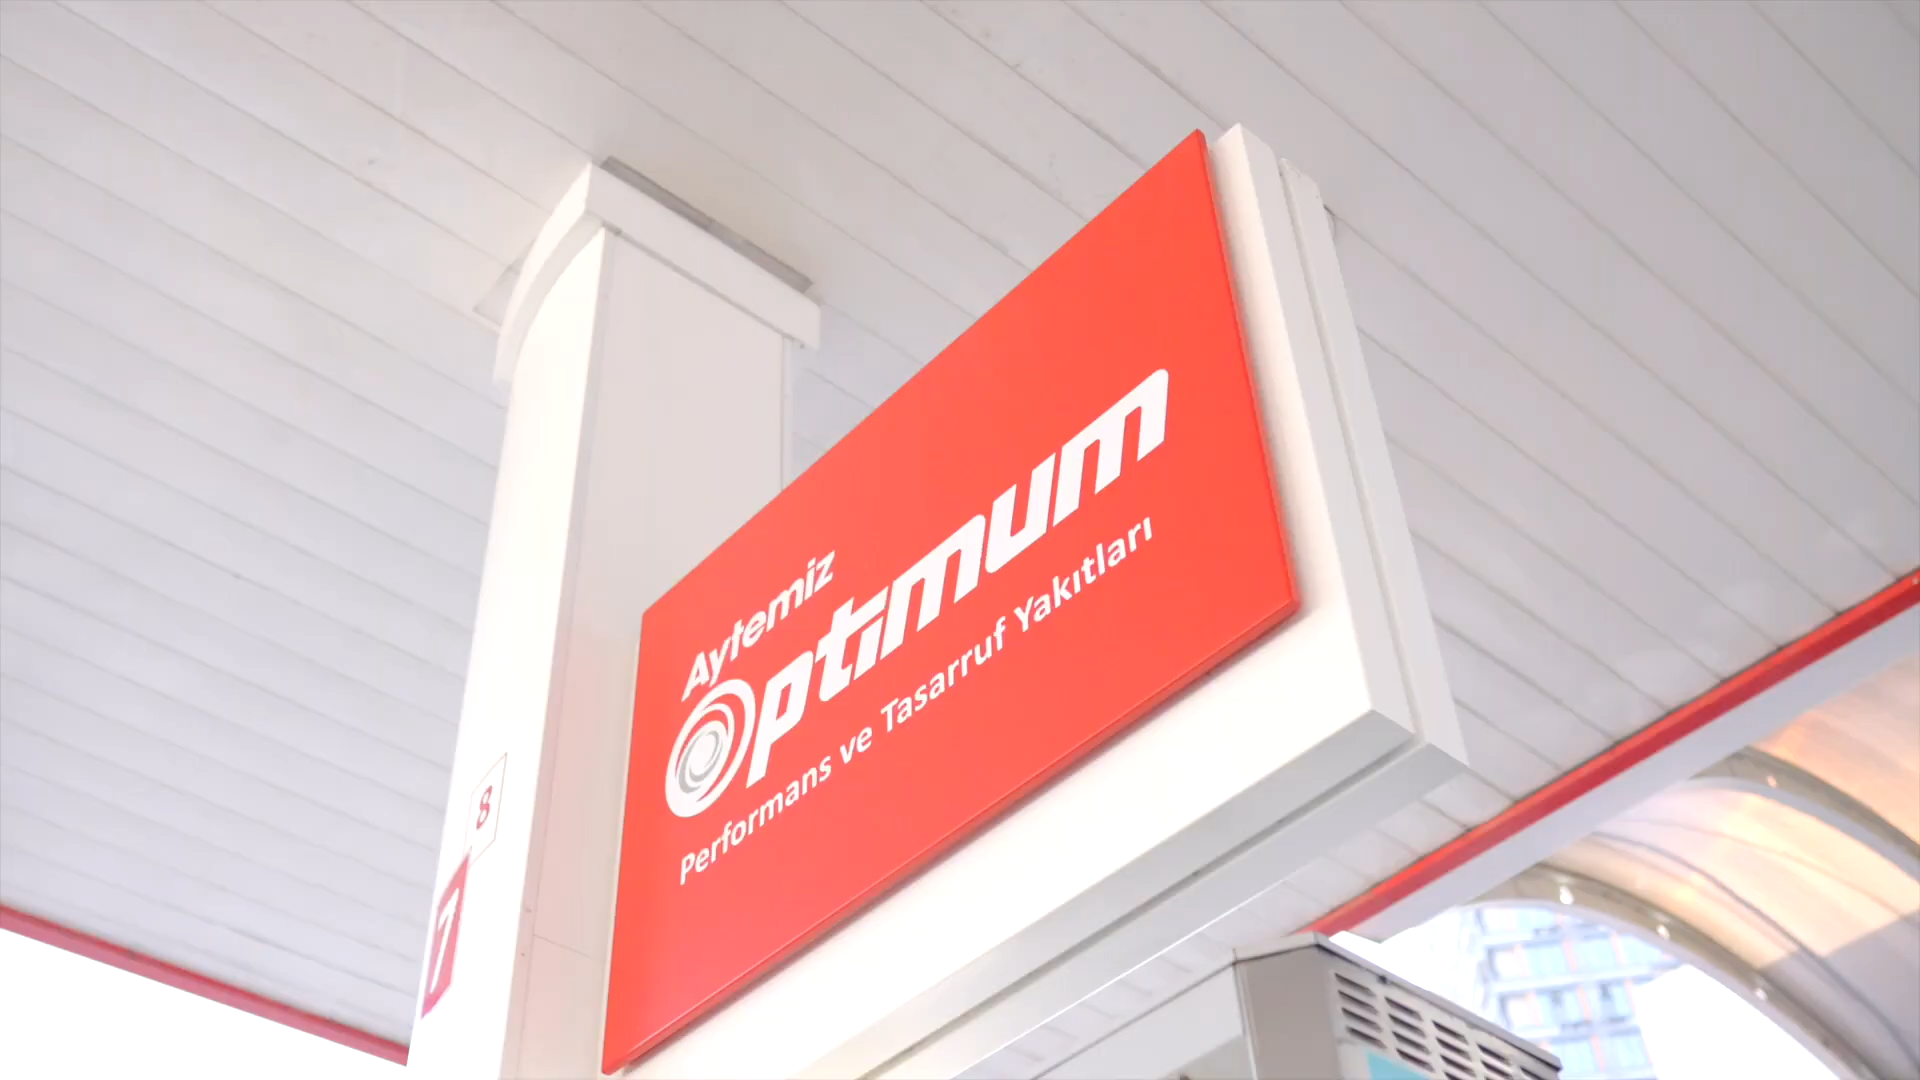 Aytemiz
Optimum
Performans ve Tasarruf Yakıtları
8
7